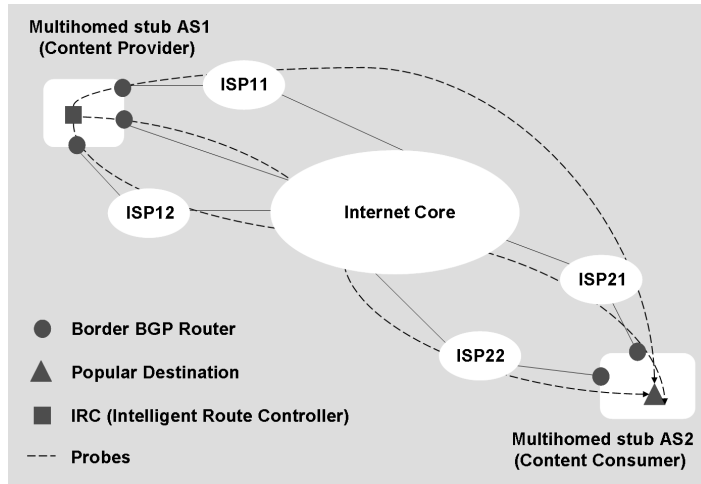 Multihomed stub AS1
(Content Provider)
ISP11
ISP12
Internet Core
ISP21
ISP22
Border BGP Router
Popular Destination
IRC (Intelligent Route Controller)
Probes
Multihomed stub AS2
(Content Consumer)